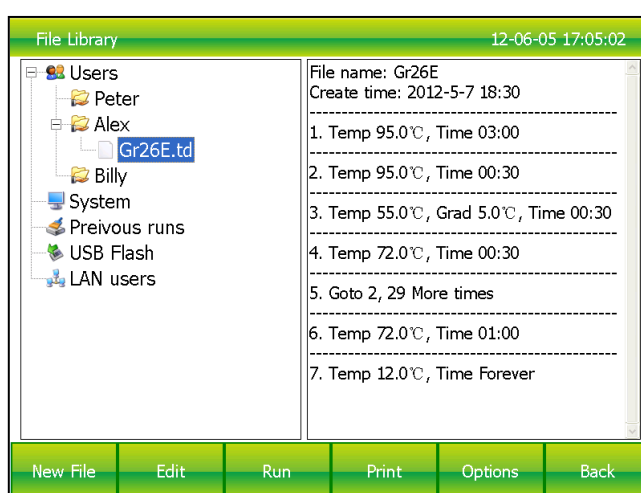 File Library
12-06-05 17:05:02
Users
Peter
Alex
Gr26E.td
Billy
System
Preivous runs
USB Flash
LAN users
File name: Gr26E
Create time: 2012-5-7 18:30
1. Temp 95.0℃, Time 03:00
2. Temp 95.0℃, Time 00:30
3. Temp 55.0℃, Grad 5.0℃, Time 00:30
4. Temp 72.0℃, Time 00:30
5. Goto 2, 29 More times
6. Temp 72.0℃, Time 01:00
7. Temp 12.0℃, Time Forever
New File
Edit
Run
Print
Options
Back